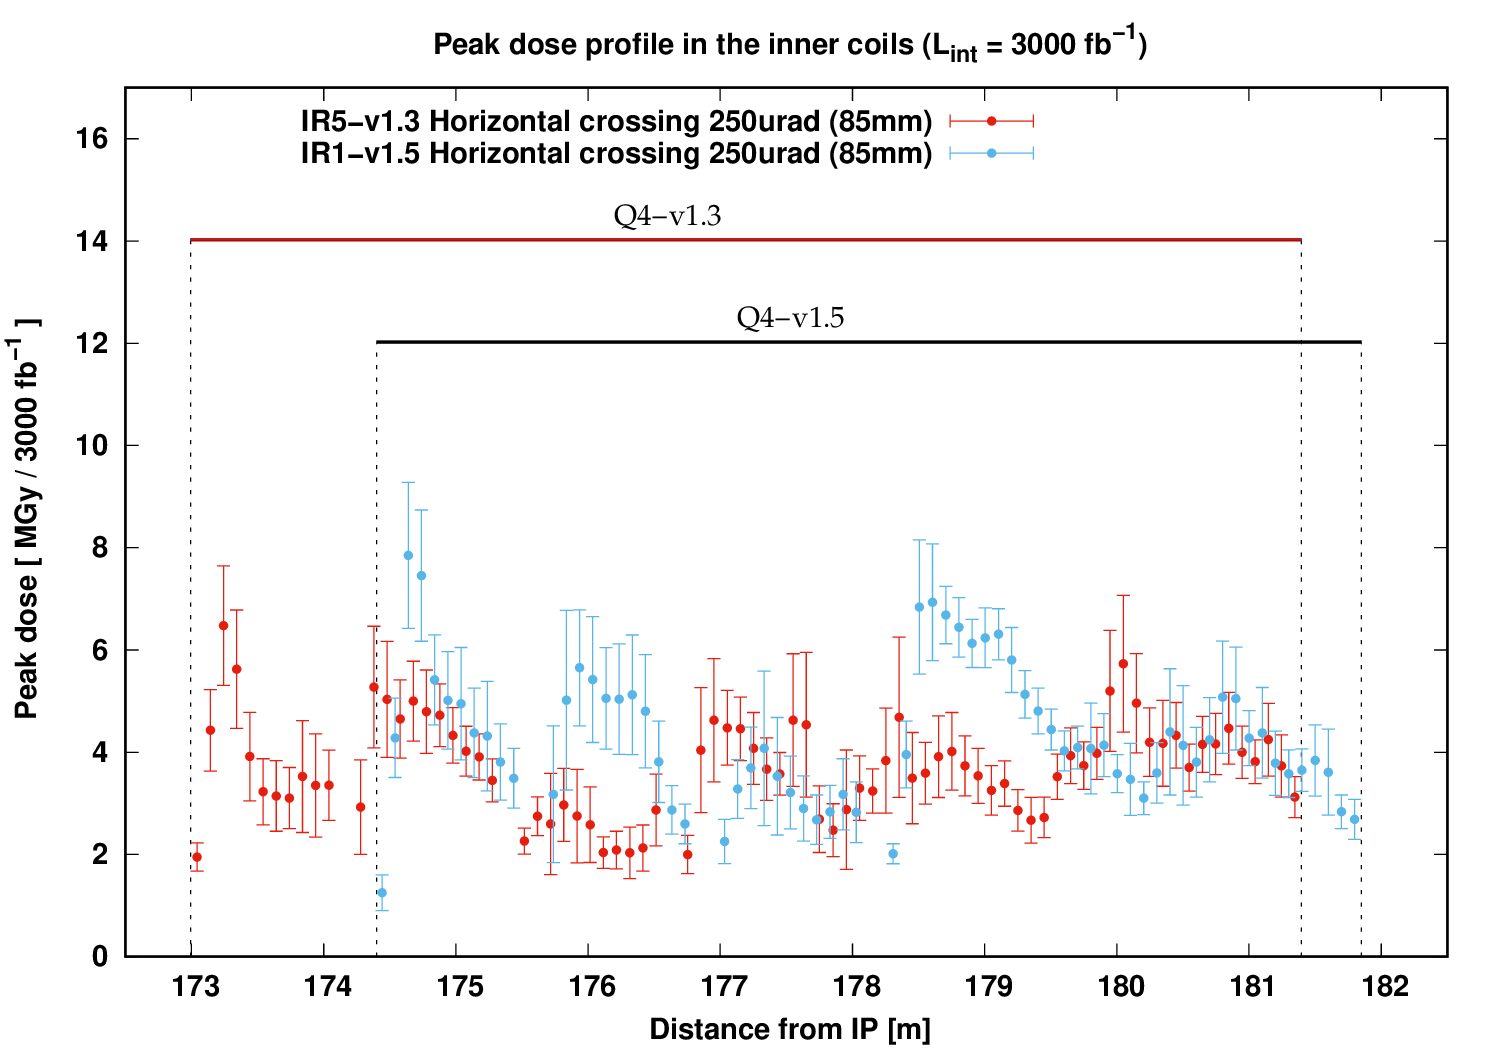 Peak dose profile in the inner coils (L_int = 3000 fb⁻¹)
IR5−v1.3 Horizontal crossing 250urad (85mm)
IR1−v1.5 Horizontal crossing 250urad (85mm)
Q4−v1.3
Q4−v1.5
Peak dose [ MGy / 3000 fb⁻¹ ]
16
14
12
10
8
6
4
2
0
173 174 175 176 177 178 179 180 181 182
Distance from IP [m]